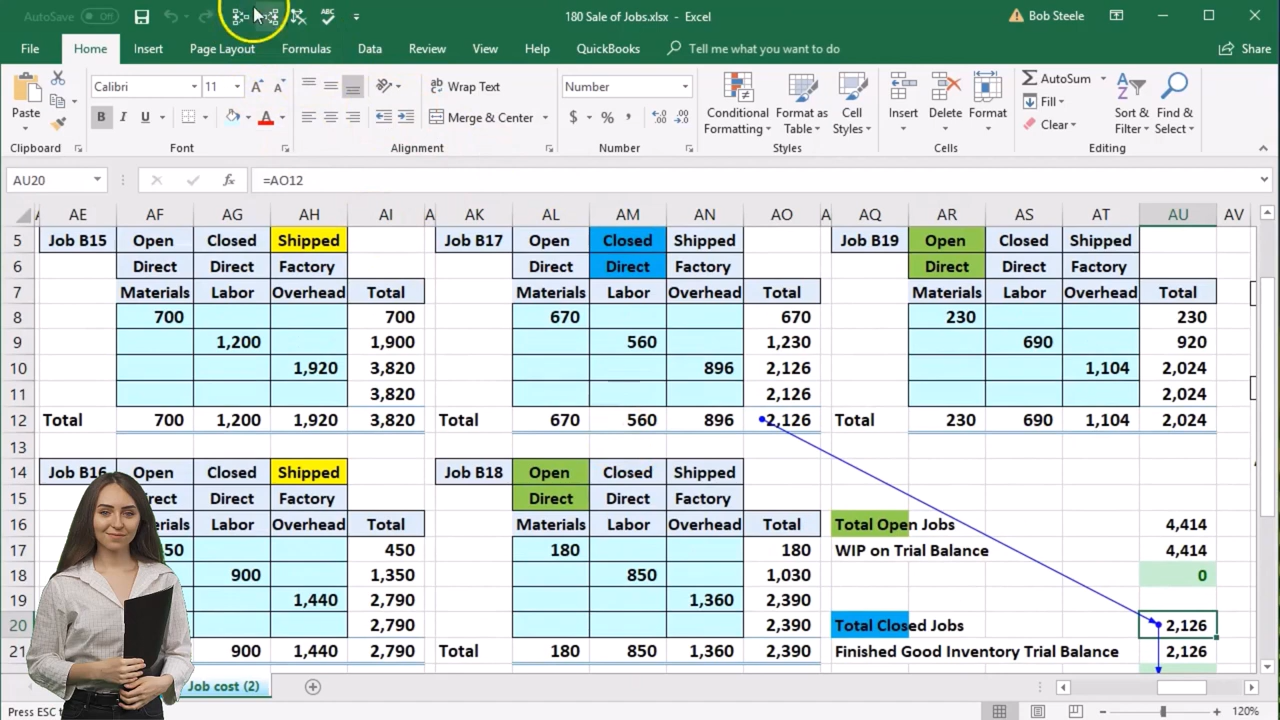 AutoSave Off 180 Sale of Jobs.xlsx - Excel Bob Steele
File Home Insert Page Layout Formulas Data Review View Help QuickBooks Tell me what you want to do Share
Paste Calibri 11 Wrap Text Number Conditional Formatting Format as Table Cell Styles Insert Delete Format AutoSum Fill Clear Sort & Filter Find & Select
B I U A Merge & Center $ %
Clipboard Font Alignment Number Styles Cells Editing
AU20 fx =AO12
AE AF AG AH AI AK AL AM AN AO AQ AR AS AT AU AV
5 Job B15 Open Closed Shipped Job B17 Open Closed Shipped Job B19 Open Closed Shipped
6 Direct Direct Factory Direct Direct Factory Direct Direct Factory
7 Materials Labor Overhead Total Materials Labor Overhead Total Materials Labor Overhead Total
8 700 700 670 670 230 230
9 1,200 1,900 560 1,230 690 920
10 1,920 3,820 896 2,126 1,104 2,024
11 3,820 2,126 2,024
12 Total 700 1,200 1,920 3,820 Total 670 560 896 2,126 Total 230 690 1,104 2,024
13
14 Job B16 Open Closed Shipped Job B18 Open Closed Shipped
15 Direct Factory Direct Direct Factory
16 Labor Overhead Total Materials Labor Overhead Total Total Open Jobs 4,414
17 450 180 180 WIP on Trial Balance 4,414
18 900 1,350 850 1,030 0
19 1,440 2,790 1,360 2,390
20 2,790 2,390 Total Closed Jobs 2,126
21 900 1,440 2,790 Total 180 850 1,360 2,390 Finished Good Inventory Trial Balance 2,126
Job cost (2)
Press ESC 120%